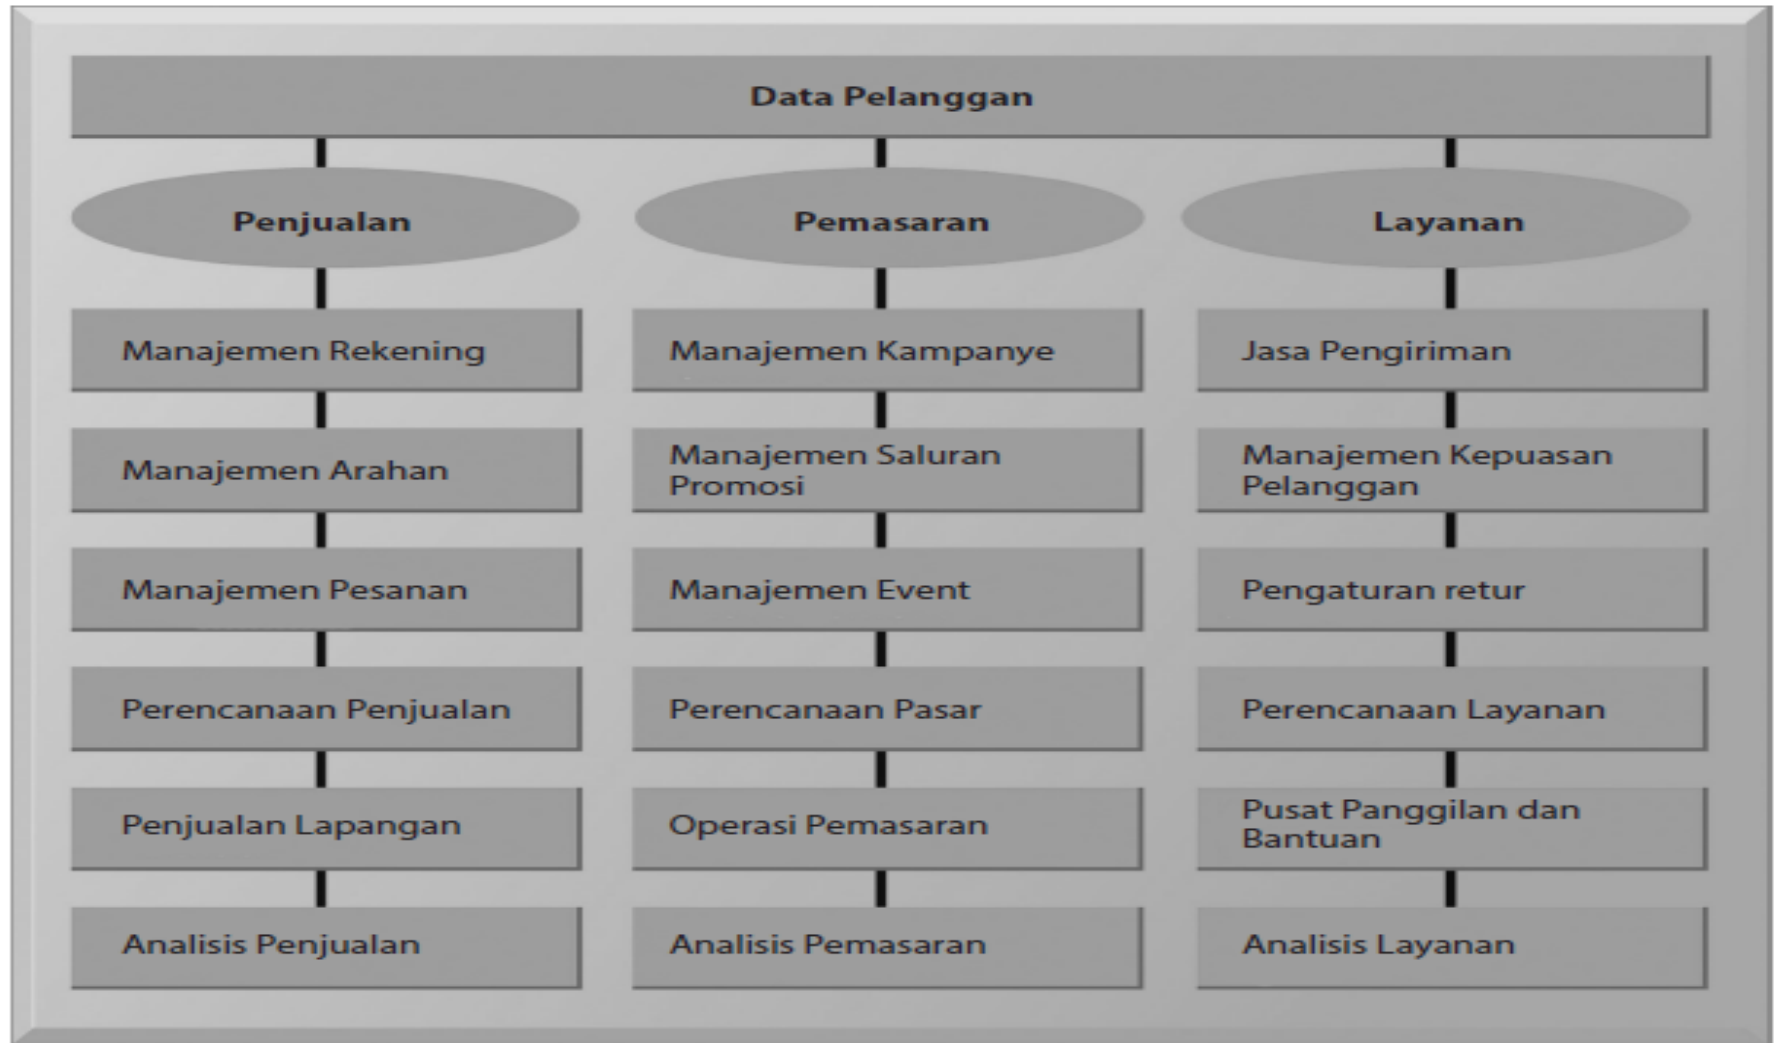 Data Pelanggan
Penjualan
Manajemen Rekening
Manajemen Arahan
Manajemen Pesanan
Perencanaan Penjualan
Penjualan Lapangan
Analisis Penjualan
Pemasaran
Manajemen Kampanye
Manajemen Saluran
Promosi
Manajemen Event
Perencanaan Pasar
Operasi Pemasaran
Analisis Pemasaran
Layanan
Jasa Pengiriman
Manajemen Kepuasan
Pelanggan
Pengaturan retur
Perencanaan Layanan
Pusat Panggilan dan
Bantuan
Analisis Layanan